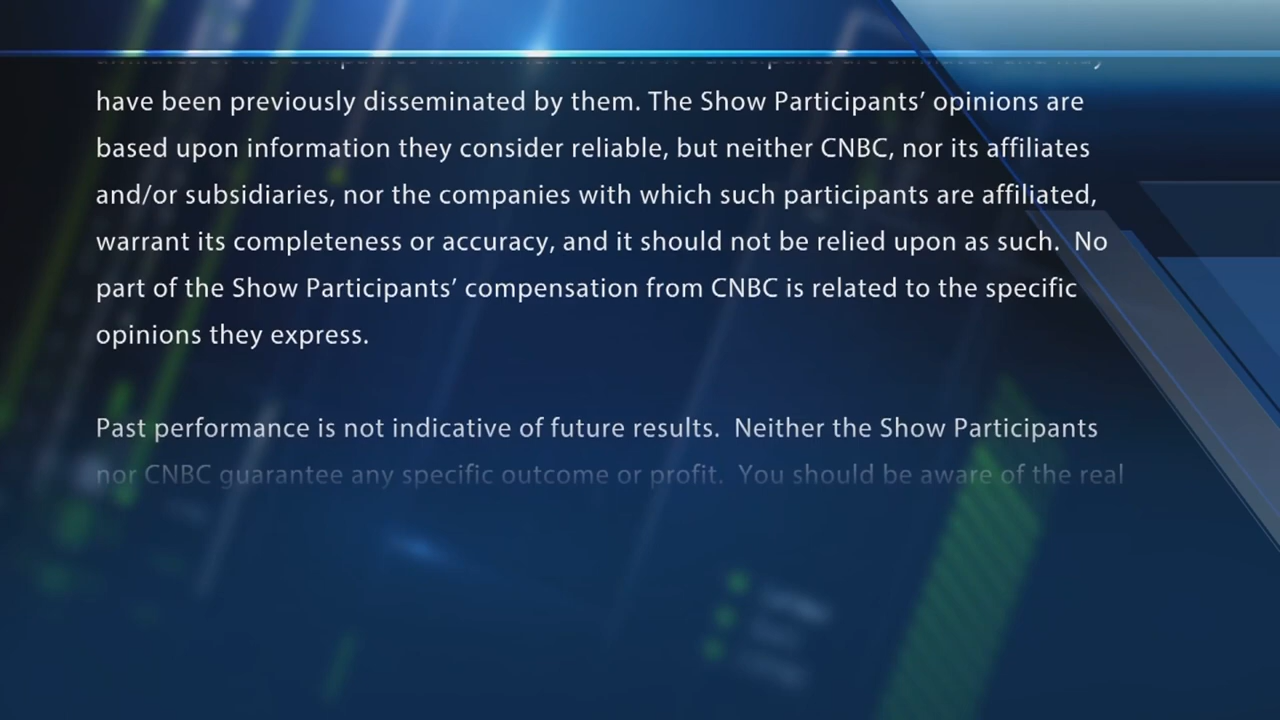 have been previously disseminated by them. The Show Participants’ opinions are
based upon information they consider reliable, but neither CNBC, nor its affiliates
and/or subsidiaries, nor the companies with which such participants are affiliated,
warrant its completeness or accuracy, and it should not be relied upon as such.  No
part of the Show Participants’ compensation from CNBC is related to the specific
opinions they express.
Past performance is not indicative of future results.  Neither the Show Participants
nor CNBC guarantee any specific outcome or profit.  You should be aware of the real